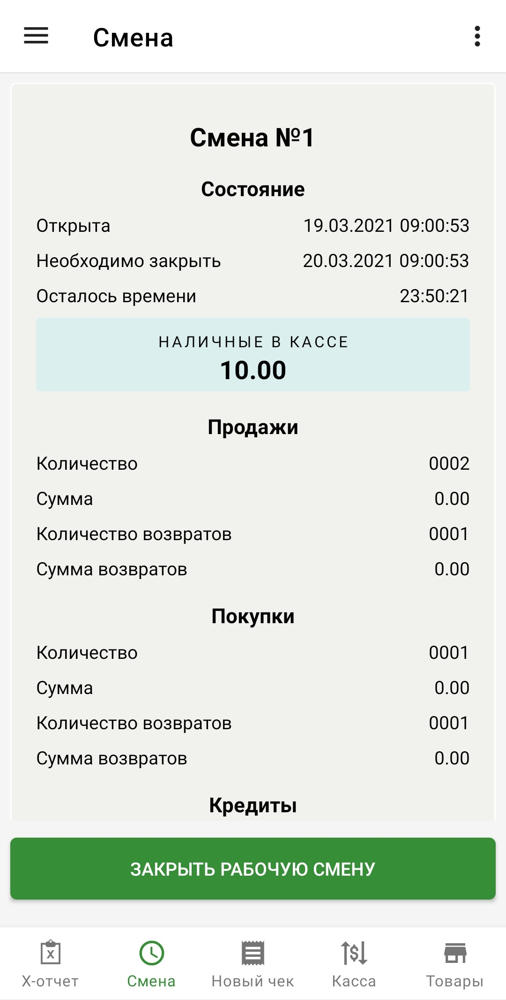 Смена
Смена №1
Состояние
Открыта 19.03.2021 09:00:53
Необходимо закрыть 20.03.2021 09:00:53
Осталось времени 23:50:21
НАЛИЧНЫЕ В КАССЕ
10.00
Продажи
Количество 0002
Сумма 0.00
Количество возвратов 0001
Сумма возвратов 0.00
Покупки
Количество 0001
Сумма 0.00
Количество возвратов 0001
Сумма возвратов 0.00
Кредиты
ЗАКРЫТЬ РАБОЧУЮ СМЕНУ
X-отчет Смена Новый чек Касса Товары